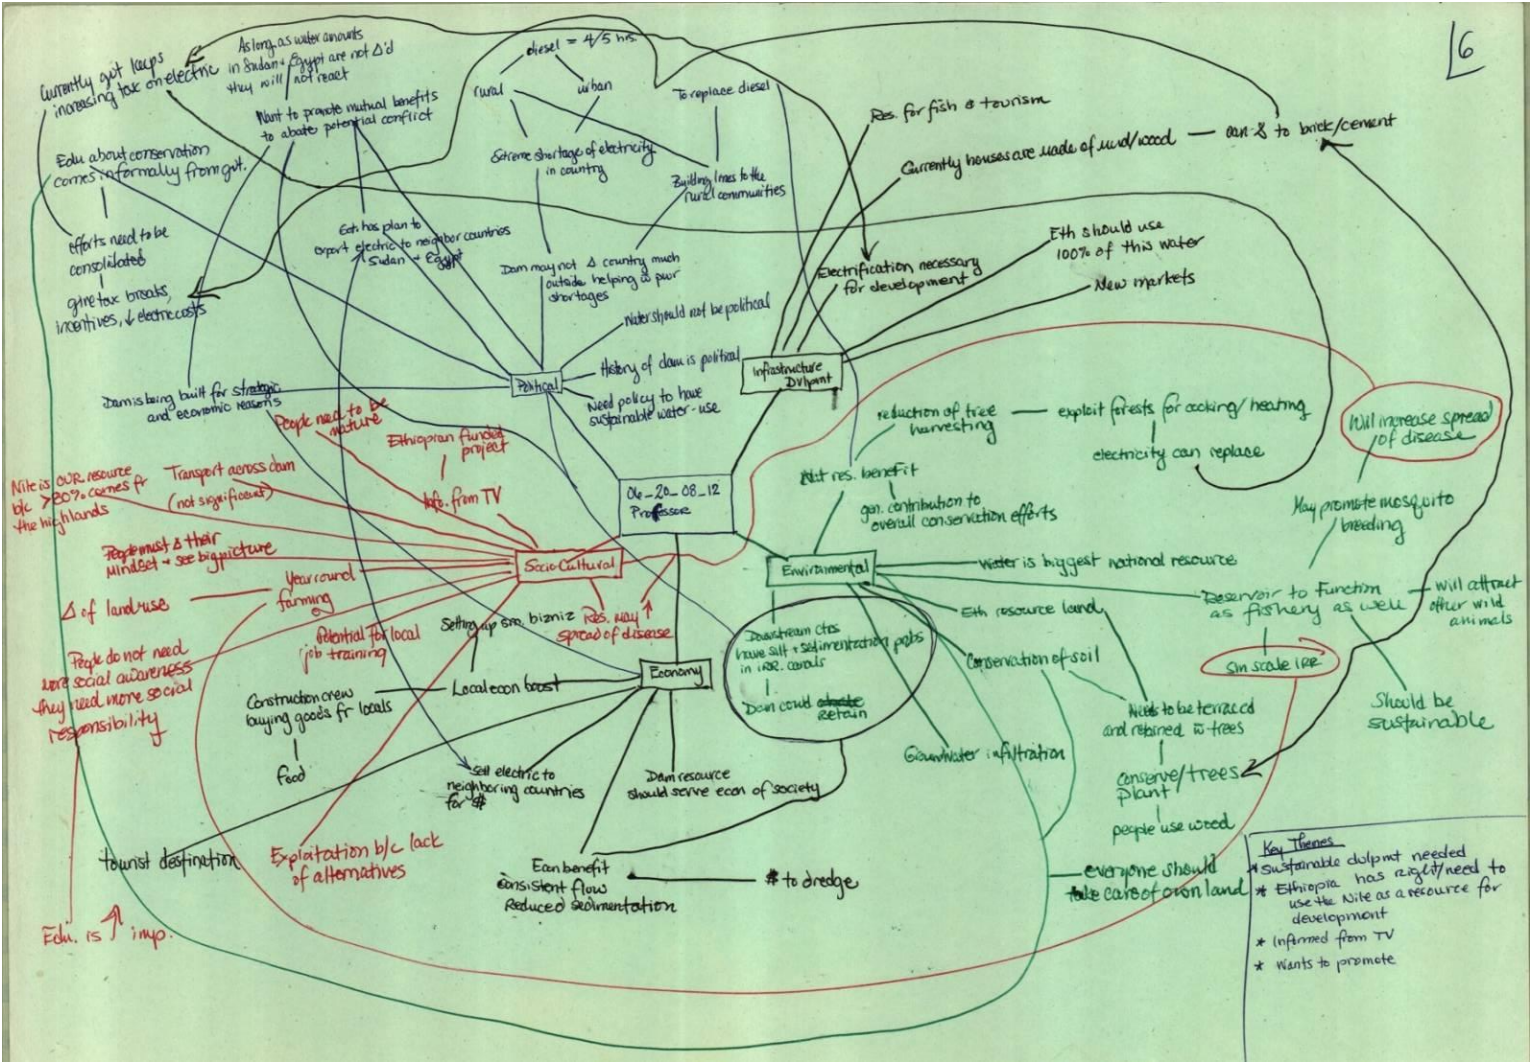 6
Currently gvt keeps
increasing tax on electric
As long as water amounts
in Sudan + Egypt are not Δ'd
they will not react
Want to promote mutual benefits
to abate potential conflict
diesel = 4/5 hrs.
rural
urban
To replace diesel
Extreme shortage of electricity
in country
Building lines to the
rural communities
Res. for fish & tourism
Currently houses are made of mud/wood
can Δ to brick/cement
Edu about conservation
comes informally from gvt.
efforts need to be
consolidated
give tax breaks,
incentives, ↓ electric costs
Eth has plan to
export electric to neighbor countries
Sudan + Egypt
Dam may not Δ country much
outside helping w pwr
shortages
Electrification necessary
for development
Eth should use
100% of this water
New markets
Water should not be political
History of dam is political
Need policy to have
sustainable water-use
Political
Infrastructure
Dvlpmnt
Dam is being built for strategic
and economic reasons
People need to be
mature
Ethiopian funded
project
Info. from TV
Nile is OUR resource
b/c >80% comes fr
the highlands
Transport across dam
(not significant)
People must Δ their
mindset + see big picture
Δ of land use
Year round
farming
06-20-08-12
Professor
Socio-Cultural
reduction of tree
harvesting
exploit forests for cooking/heating
electricity can replace
Will increase spread
of disease
Nat res. benefit
gen. contribution to
overall conservation efforts
May promote mosquito
breeding
Environmental
Water is biggest national resource
Reservoir to Function
as fishery as well
will attract
other wild
animals
sm scale irr
Should be
sustainable
Eth resource land
Conservation of soil
Needs to be terraced
and retained w trees
Groundwater infiltration
conserve/trees
plant
people use wood
everyone should
take care of own land
Potential for local
job training
Setting up sm. bizniz
Res. may ↑
spread of disease
Downstream ctrs
have silt + sedimentation probs
in irr. canals
Dam could
retain
People do not need
more social awareness
they need more social
responsibility
Edu. is ↑ imp.
Economy
Local econ boost
Construction crew
buying goods fr locals
food
Sell electric to
neighboring countries
for $
Dam resource
should serve econ of society
tourist destination
Exploitation b/c lack
of alternatives
Econ benefit
consistent flow
Reduced sedimentation
$ to dredge
Key Themes
* Sustainable dvlpmt needed
* Ethiopia has right/need to
use the Nile as a resource for
development
* Informed from TV
* Wants to promote